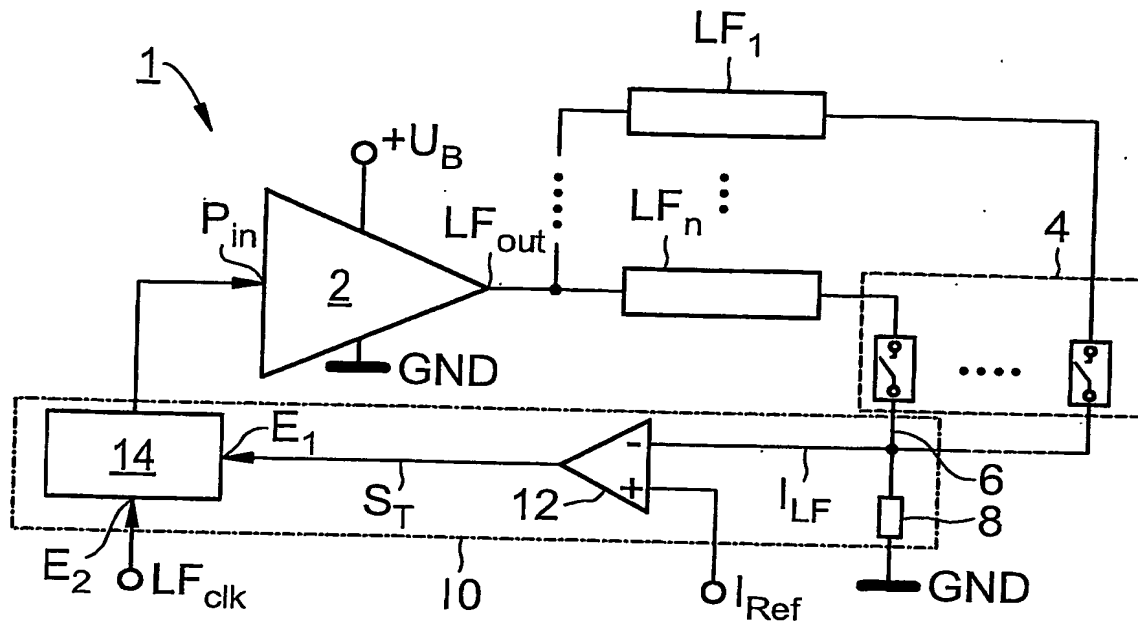 LF1
1
+UB
Pin
LFout
LFn
4
2
GND
14
E1
-
6
ST
12
+
ILF
8
E2
LFclk
10
IRef
GND